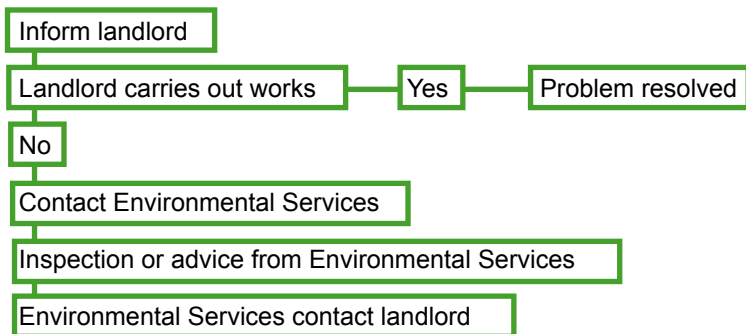 Inform landlord
Landlord carries out works
Yes
Problem resolved
No
Contact Environmental Services
Inspection or advice from Environmental Services
Environmental Services contact landlord